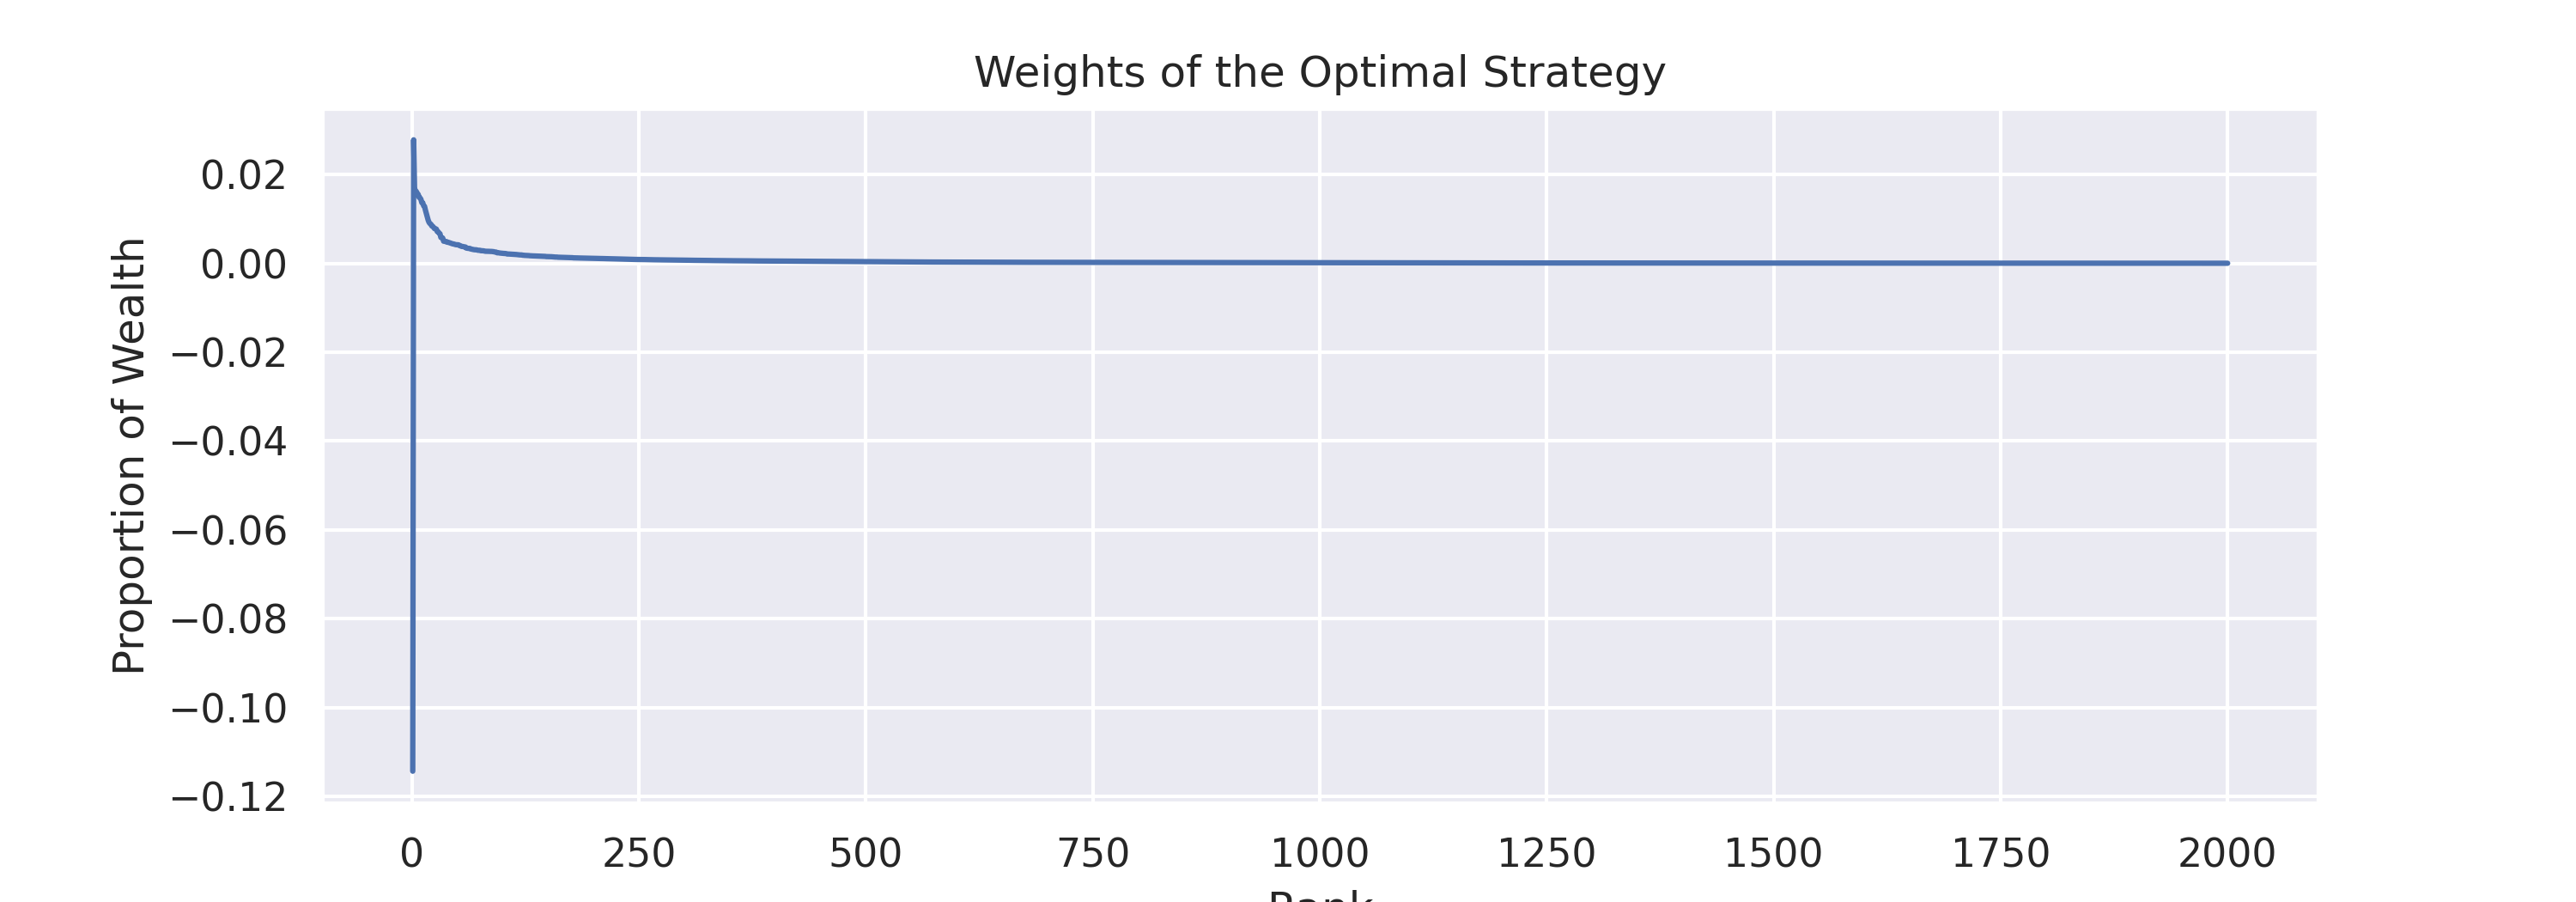 Weights of the Optimal Strategy
0.02
0.00
−0.02
−0.04
−0.06
−0.08
−0.10
−0.12
Proportion of Wealth
0 250 500 750 1000 1250 1500 1750 2000
Rank